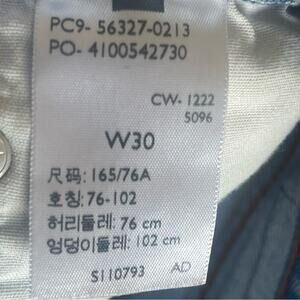 PC9- 56327-0213
PO- 4100542730
CW- 1222
5096
W30
尺码: 165/76A
호칭: 76-102
허리둘레: 76 cm
엉덩이둘레: 102 cm
S110793 AD